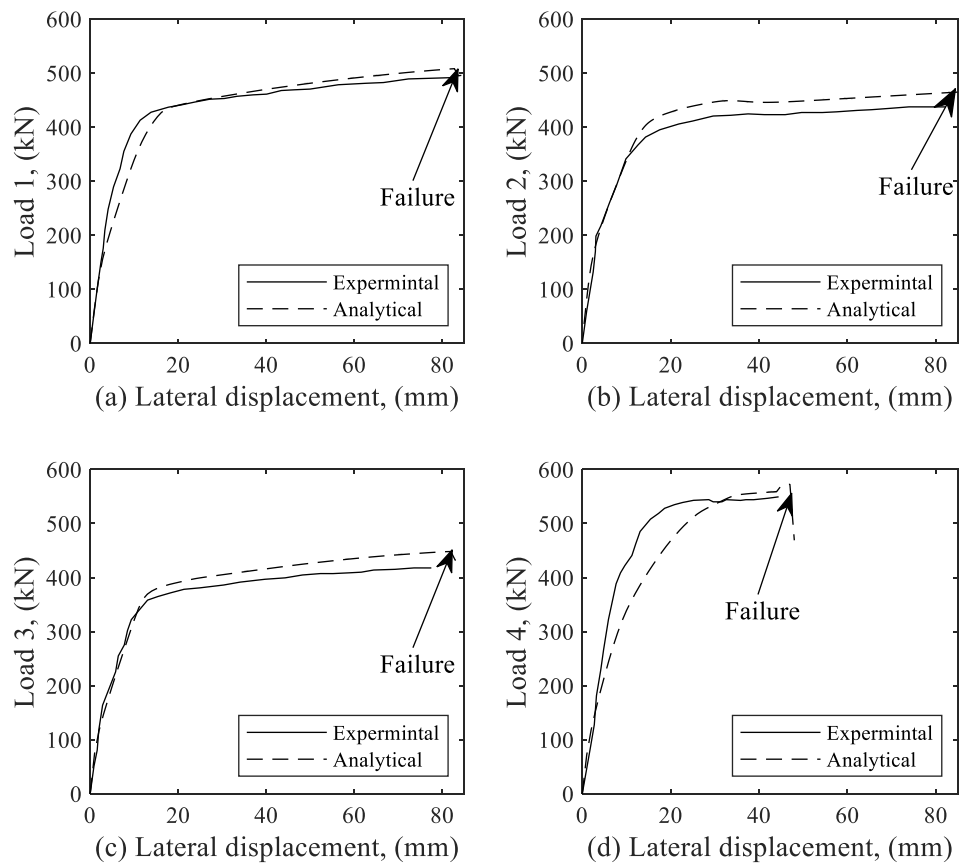 600
500
400
300
200
100
0
Load 1, (kN)
Failure
Expermintal
Analytical
0 20 40 60 80
(a) Lateral displacement, (mm)
600
500
400
300
200
100
0
Load 2, (kN)
Failure
Expermintal
Analytical
0 20 40 60 80
(b) Lateral displacement, (mm)
600
500
400
300
200
100
0
Load 3, (kN)
Failure
Expermintal
Analytical
0 20 40 60 80
(c) Lateral displacement, (mm)
600
500
400
300
200
100
0
Load 4, (kN)
Failure
Expermintal
Analytical
0 20 40 60 80
(d) Lateral displacement, (mm)